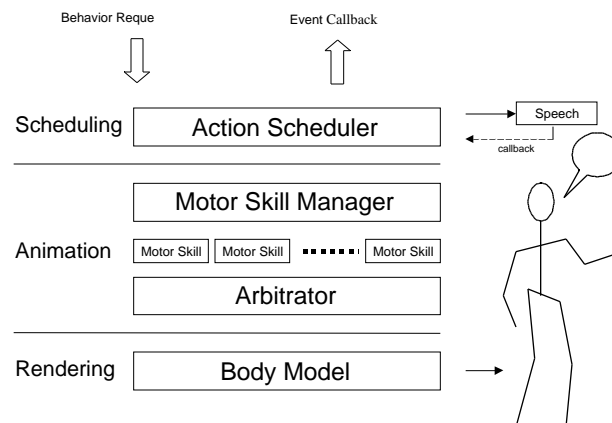 Behavior Reque
Event Callback
Scheduling
Action Scheduler
Speech
callback
Motor Skill Manager
Animation
Motor Skill
Motor Skill
Motor Skill
Arbitrator
Rendering
Body Model